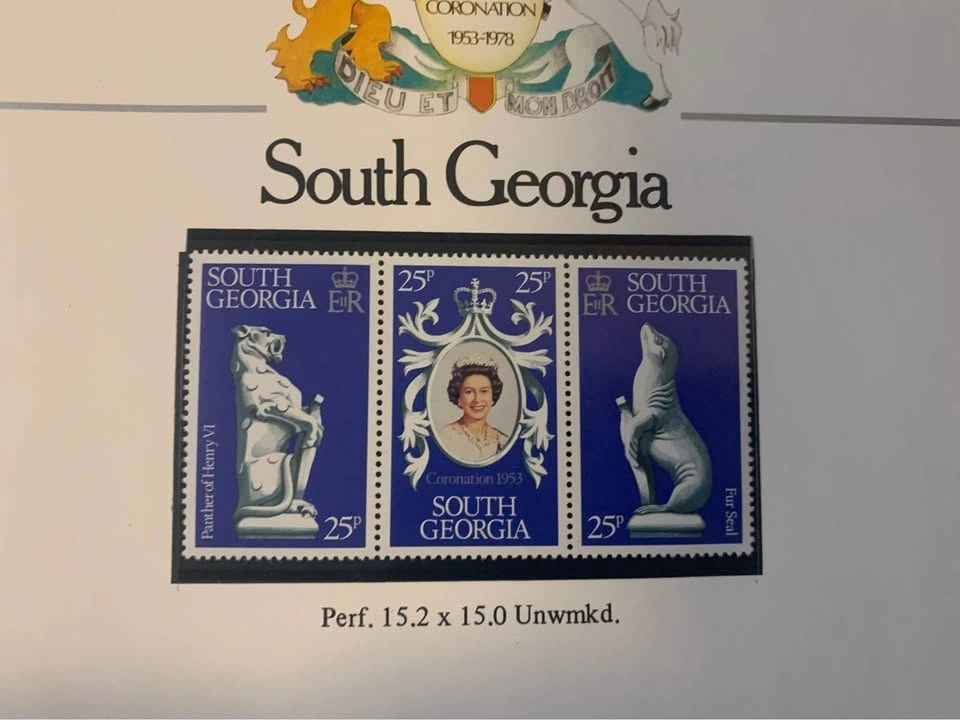 CORONATION
1953-1978
DIEU ET MON DROIT
South Georgia
SOUTH
GEORGIA
EIIR
Panther of Henry VI
25P
25P
25P
Coronation 1953
SOUTH
GEORGIA
EIIR
SOUTH
GEORGIA
25P
Fur Seal
Perf. 15.2 x 15.0 Unwmkd.